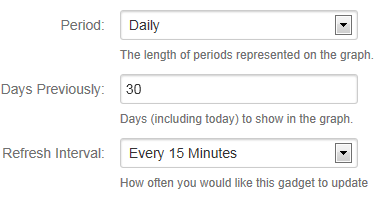 Period: Daily
The length of periods represented on the graph.
Days Previously: 30
Days (including today) to show in the graph.
Refresh Interval: Every 15 Minutes
How often you would like this gadget to update